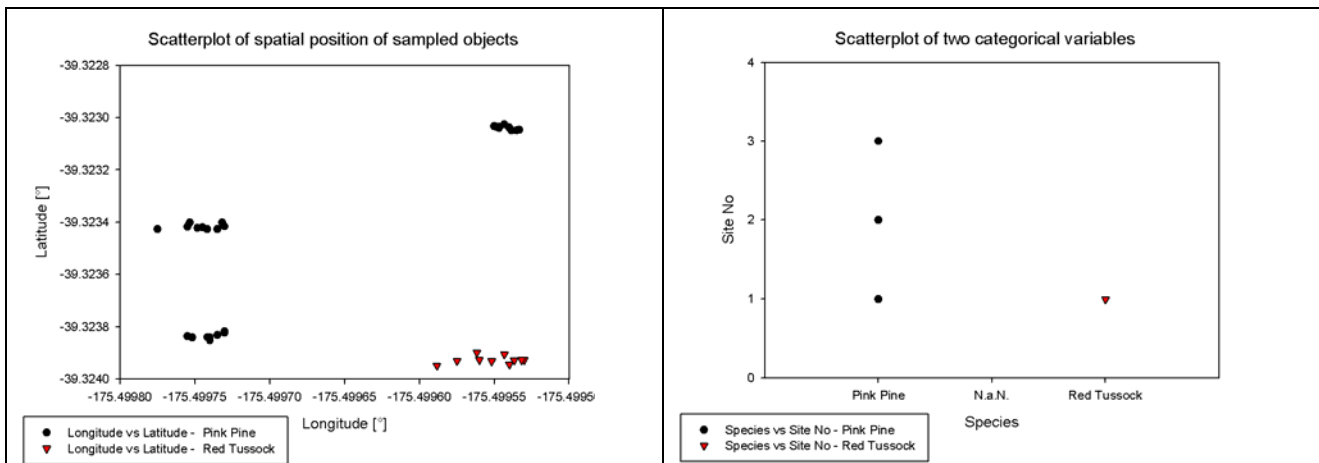 Scatterplot of spatial position of sampled objects
-39.3228
-39.3230
-39.3232
-39.3234
-39.3236
-39.3238
-39.3240
Latitude [°]
-175.49980 -175.49975 -175.49970 -175.49965 -175.49960 -175.49955 -175.4995
Longitude [°]
Longitude vs Latitude - Pink Pine
Longitude vs Latitude - Red Tussock
Scatterplot of two categorical variables
4
3
2
1
0
Site No
Pink Pine N.a.N. Red Tussock
Species
Species vs Site No - Pink Pine
Species vs Site No - Red Tussock